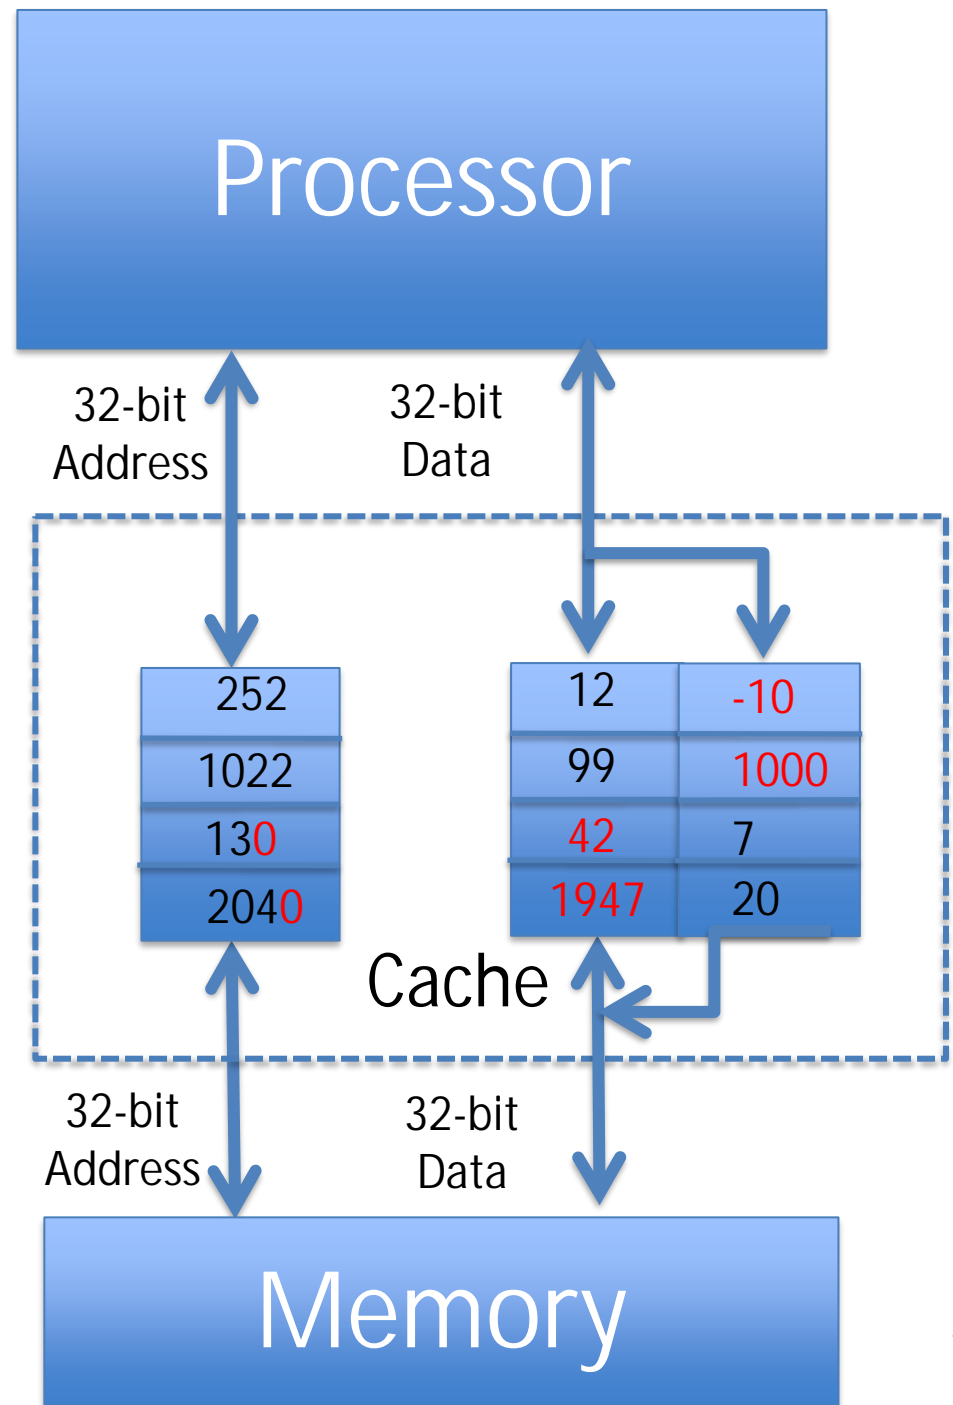 Processor
32-bit
Address
32-bit
Data
252
1022
130
2040
12
-10
99
1000
42
7
1947
20
Cache
32-bit
Address
32-bit
Data
Memory